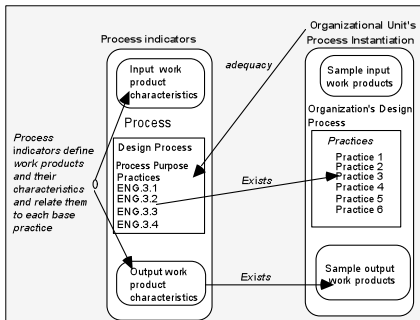 Process indicators
Organizational Unit's
Process Instantiation
Input work
product
characteristics
adequacy
Sample input
work products
Process
Organization's Design
Process
Process
indicators define
work products
and their
characteristics
and relate them
to each base
practice
Design Process
Process Purpose
Practices
ENG.3.1
ENG.3.2
ENG.3.3
ENG.3.4
Exists
Practices
Practice 1
Practice 2
Practice 3
Practice 4
Practice 5
Practice 6
Output work
product
characteristics
Exists
Sample output
work products